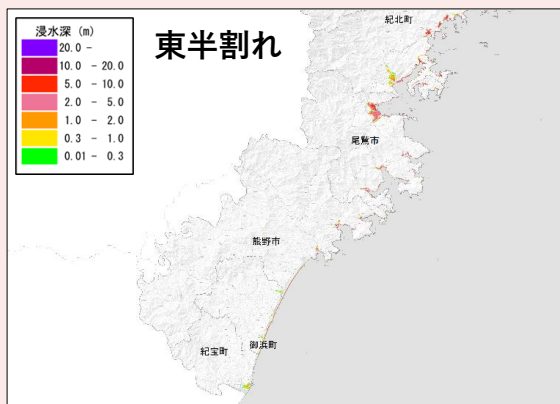 東半割れ
浸水深 (m)
20.0 -
10.0 - 20.0
5.0 - 10.0
2.0 - 5.0
1.0 - 2.0
0.3 - 1.0
0.01 - 0.3
紀北町
尾鷲市
熊野市
御浜町
紀宝町